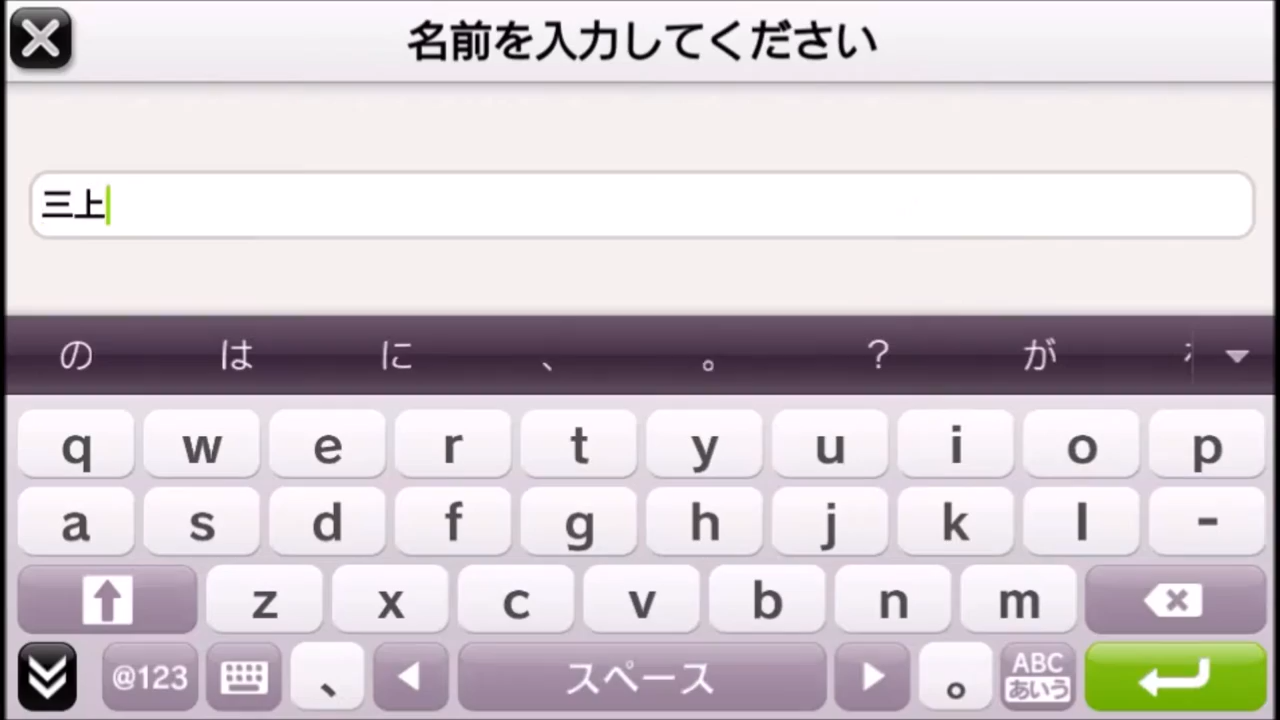 名前を入力してください
三上
の は に 、 。 ? が
q w e r t y u i o p
a s d f g h j k l -
z x c v b n m
@123 、 スペース 。 ABC
あいう